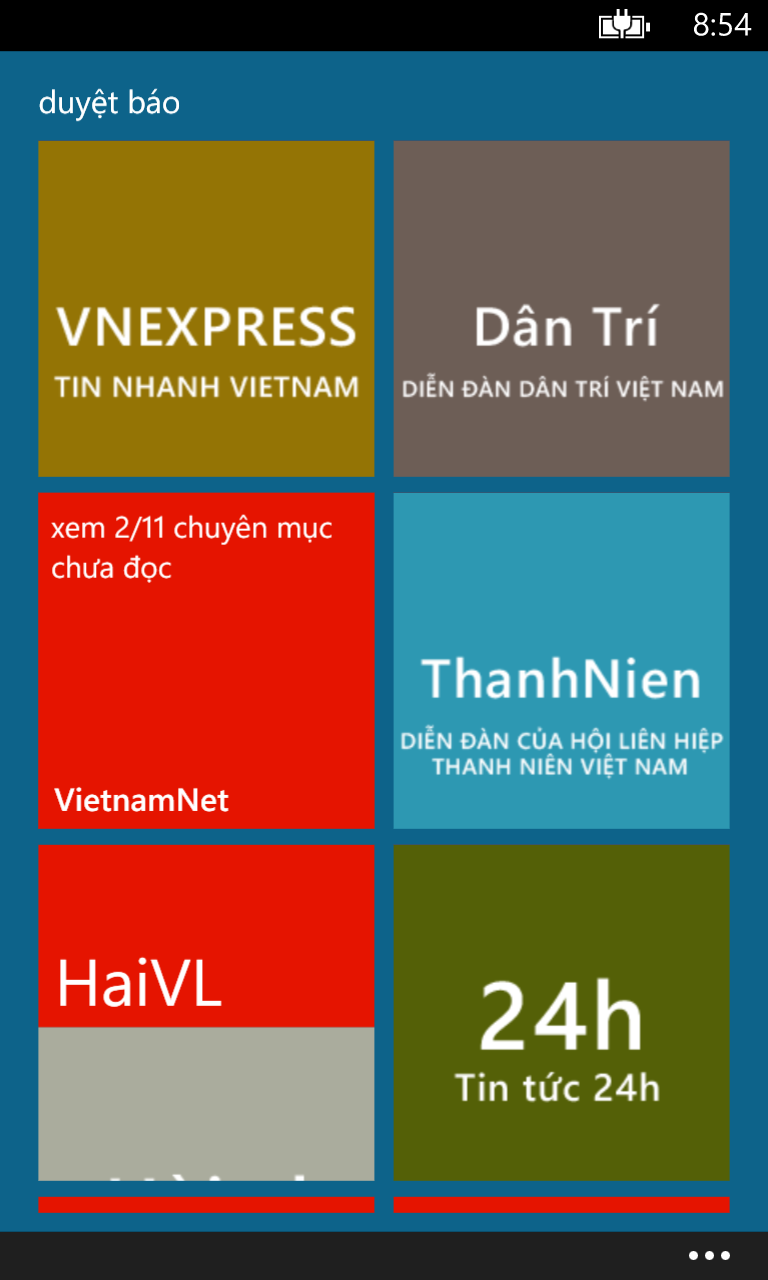 8:54
duyệt báo
VNEXPRESS
TIN NHANH VIETNAM
Dân Trí
DIỄN ĐÀN DÂN TRÍ VIỆT NAM
xem 2/11 chuyên mục
chưa đọc
VietnamNet
ThanhNien
DIỄN ĐÀN CỦA HỘI LIÊN HIỆP
THANH NIÊN VIỆT NAM
HaiVL
24h
Tin tức 24h